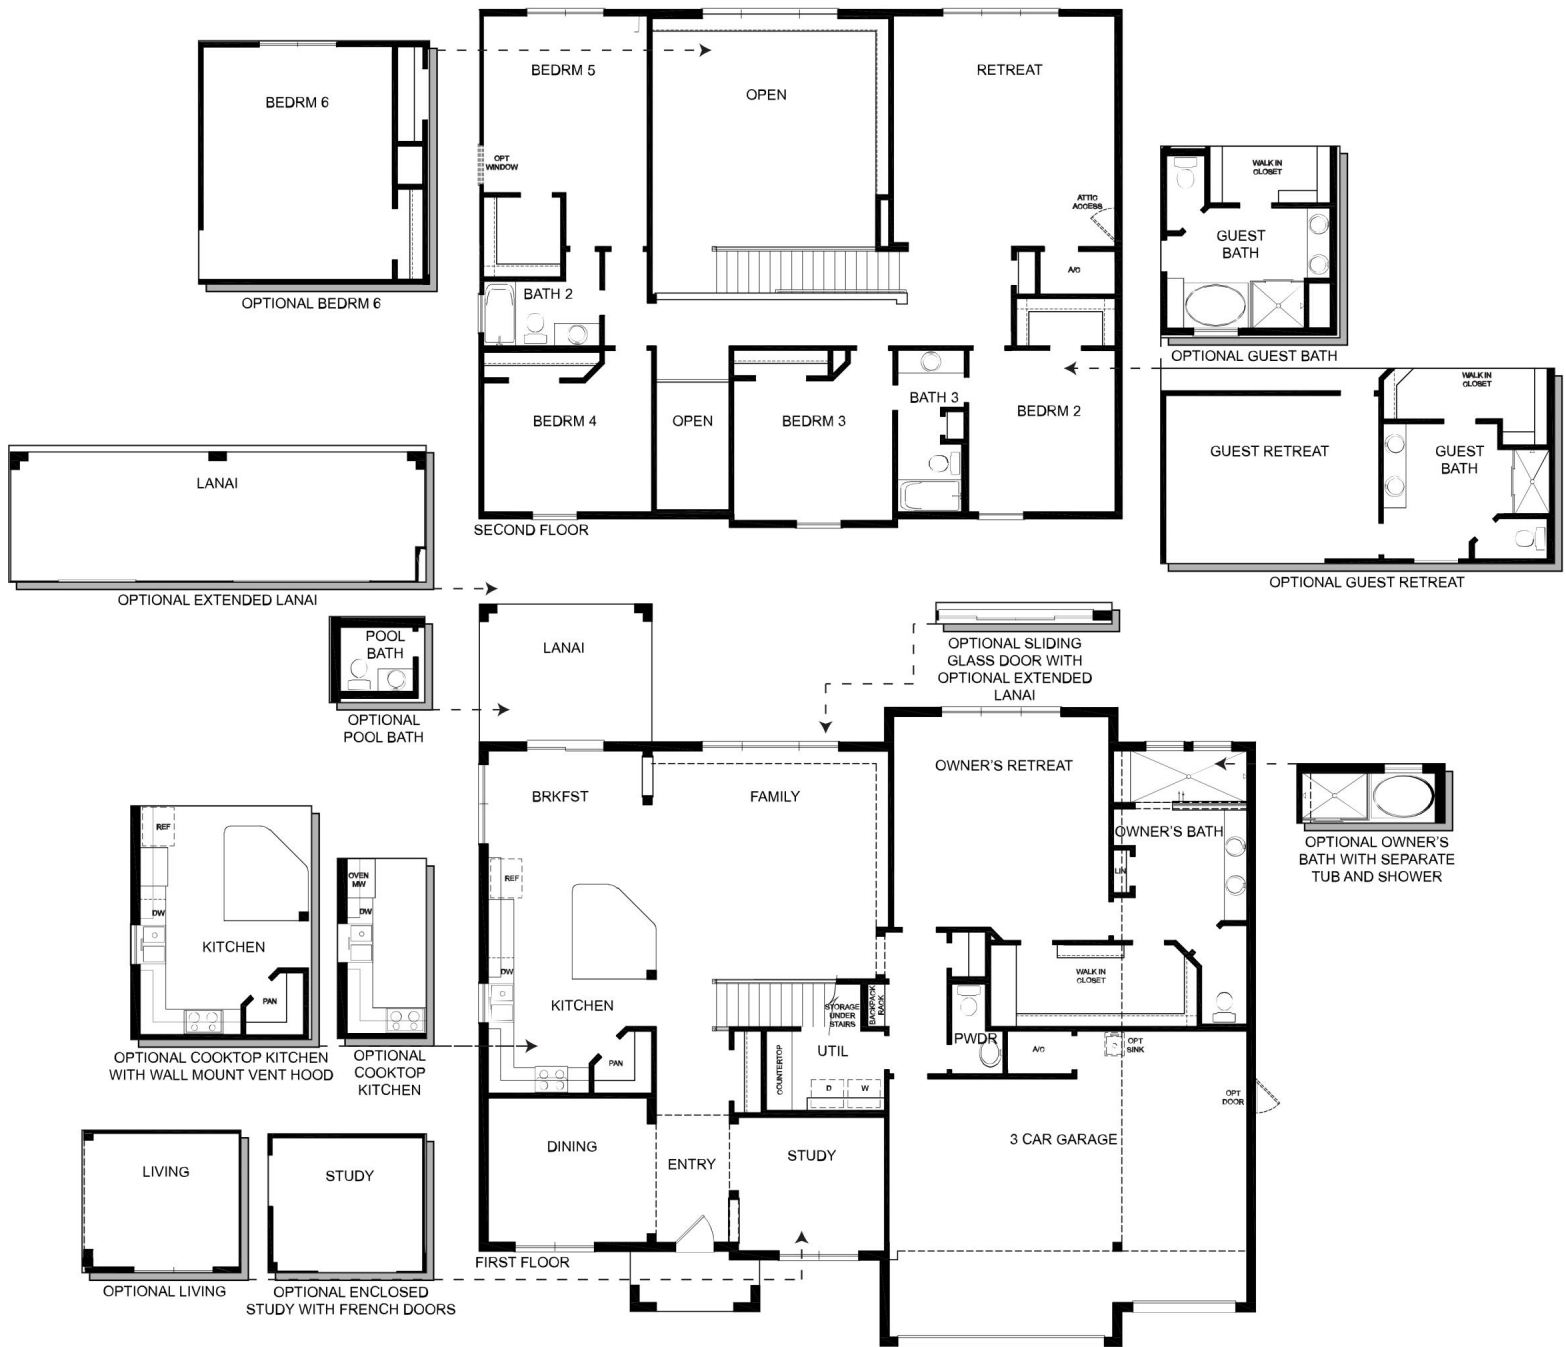 BEDRM 6
OPTIONAL BEDRM 6
BEDRM 5
OPEN
RETREAT
OPT
WINDOW
ATTIC
ACCESS
A/C
BATH 2
BEDRM 4
OPEN
BEDRM 3
BATH 3
BEDRM 2
SECOND FLOOR
WALK IN
CLOSET
GUEST
BATH
OPTIONAL GUEST BATH
WALK IN
CLOSET
GUEST RETREAT
GUEST
BATH
OPTIONAL GUEST RETREAT
LANAI
OPTIONAL EXTENDED LANAI
POOL
BATH
OPTIONAL
POOL BATH
LANAI
OPTIONAL SLIDING
GLASS DOOR WITH
OPTIONAL EXTENDED
LANAI
BRKFST
FAMILY
OWNER'S RETREAT
OWNER'S BATH
LIN
OPTIONAL OWNER'S
BATH WITH SEPARATE
TUB AND SHOWER
REF
DW
KITCHEN
PAN
OPTIONAL COOKTOP KITCHEN
WITH WALL MOUNT VENT HOOD
OVEN
MW
DW
OPTIONAL
COOKTOP
KITCHEN
REF
DW
KITCHEN
PAN
STORAGE
UNDER
STAIRS
BACKPACK
RACK
UTIL
COUNTERTOP
D
W
WALK IN
CLOSET
PWDR
A/C
OPT
SINK
OPT
DOOR
3 CAR GARAGE
DINING
ENTRY
STUDY
FIRST FLOOR
LIVING
OPTIONAL LIVING
STUDY
OPTIONAL ENCLOSED
STUDY WITH FRENCH DOORS